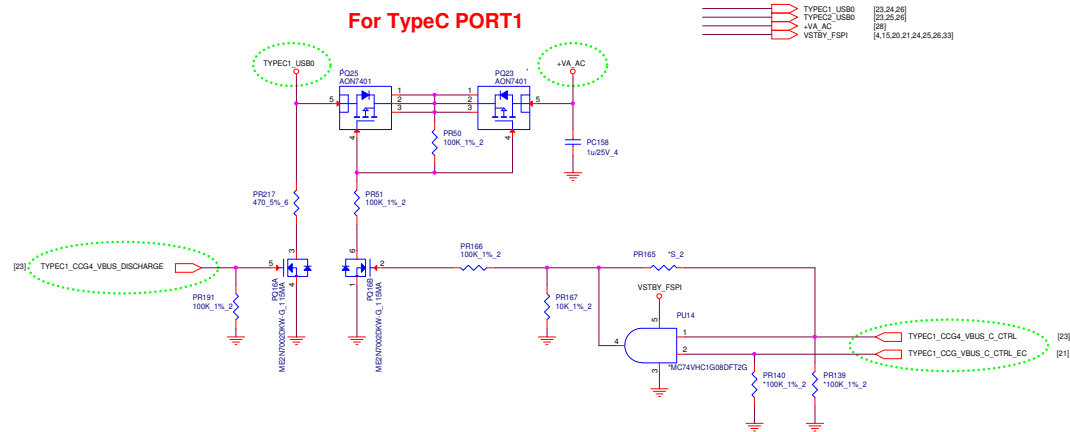 For TypeC PORT1
TYPEC1_USB0 [23,24,26]
TYPEC2_USB0 [23,25,26]
+VA_AC [28]
VSTBY_FSPI [4,15,20,21,24,25,26,33]
TYPEC1_USB0
PQ25
AON7401
PQ23
AON7401
+VA_AC
5
1
2
3
4
1
2
3
5
4
PR50
100K_1%_2
PC158
1u/25V_4
PR217
470_5%_6
PR51
100K_1%_2
[23] TYPEC1_CCG4_VBUS_DISCHARGE
5
3
4
PQ16A
ME2N7002DKW-G_115MA
PR191
100K_1%_2
6
2
1
PQ16B
ME2N7002DKW-G_115MA
PR166
100K_1%_2
PR167
10K_1%_2
PR165 *S_2
VSTBY_FSPI
5
PU14
4
1
2
3
*MC74VHC1G08DFT2G
TYPEC1_CCG4_VBUS_C_CTRL [23]
TYPEC1_CCG_VBUS_C_CTRL_EC [21]
PR140
*100K_1%_2
PR139
*100K_1%_2